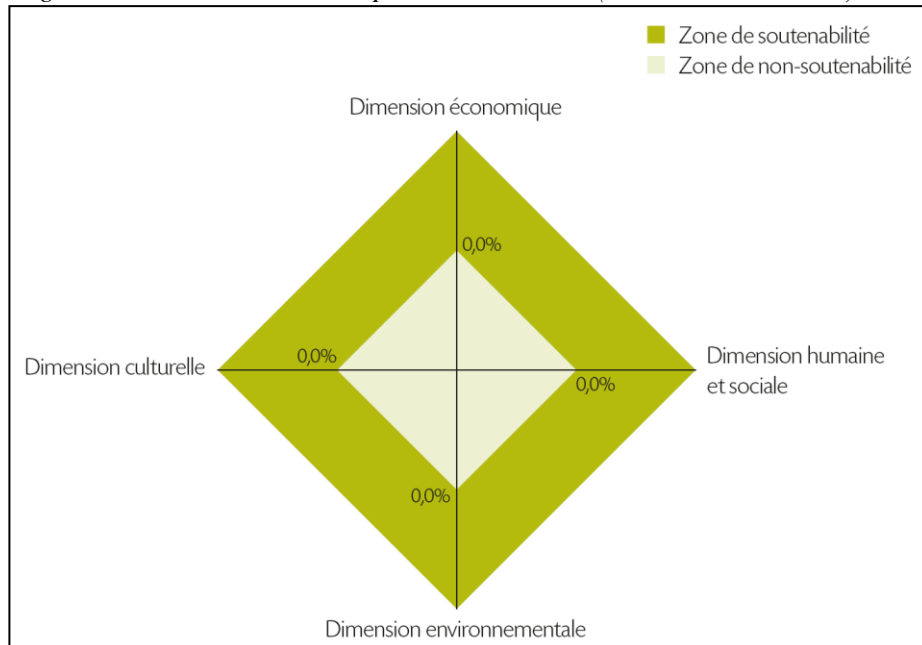 Zone de soutenabilité
Zone de non-soutenabilité
Dimension économique
0,0%
Dimension culturelle
0,0%
0,0%
Dimension humaine
et sociale
0,0%
Dimension environnementale